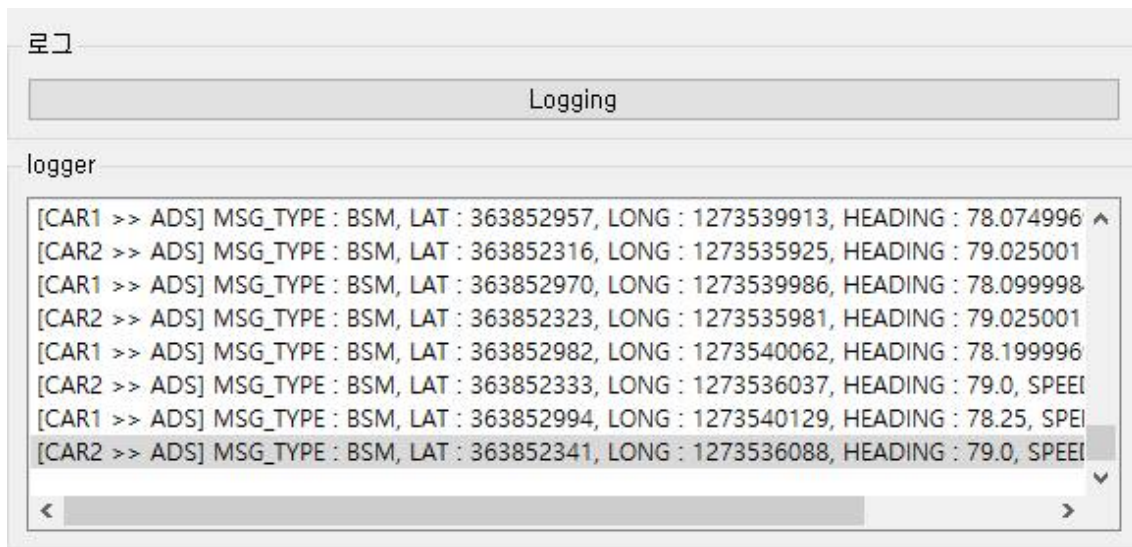 로그
Logging
logger
[CAR1 >> ADS] MSG_TYPE : BSM, LAT : 363852957, LONG : 1273539913, HEADING : 78.074996
[CAR2 >> ADS] MSG_TYPE : BSM, LAT : 363852316, LONG : 1273535925, HEADING : 79.025001
[CAR1 >> ADS] MSG_TYPE : BSM, LAT : 363852970, LONG : 1273539986, HEADING : 78.099998
[CAR2 >> ADS] MSG_TYPE : BSM, LAT : 363852323, LONG : 1273535981, HEADING : 79.025001
[CAR1 >> ADS] MSG_TYPE : BSM, LAT : 363852982, LONG : 1273540062, HEADING : 78.199996
[CAR2 >> ADS] MSG_TYPE : BSM, LAT : 363852333, LONG : 1273536037, HEADING : 79.0, SPEE
[CAR1 >> ADS] MSG_TYPE : BSM, LAT : 363852994, LONG : 1273540129, HEADING : 78.25, SPE
[CAR2 >> ADS] MSG_TYPE : BSM, LAT : 363852341, LONG : 1273536088, HEADING : 79.0, SPEE